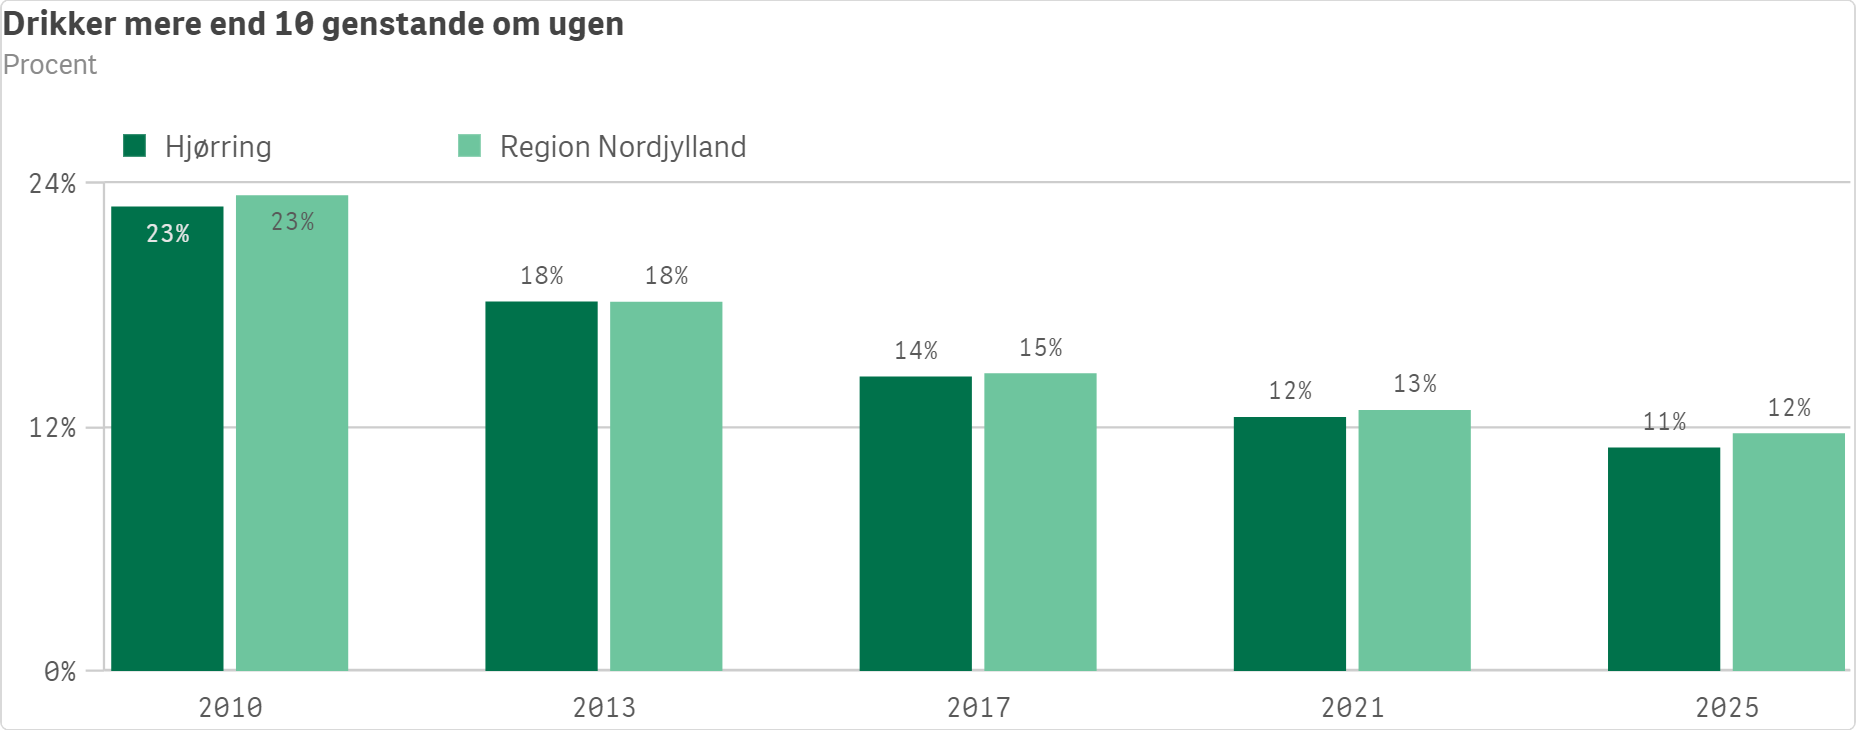 Drikker mere end 10 genstande om ugen
Procent
Hjørring Region Nordjylland
24%
12%
0%
23% 23%
18% 18%
14% 15%
12% 13%
11% 12%
2010 2013 2017 2021 2025